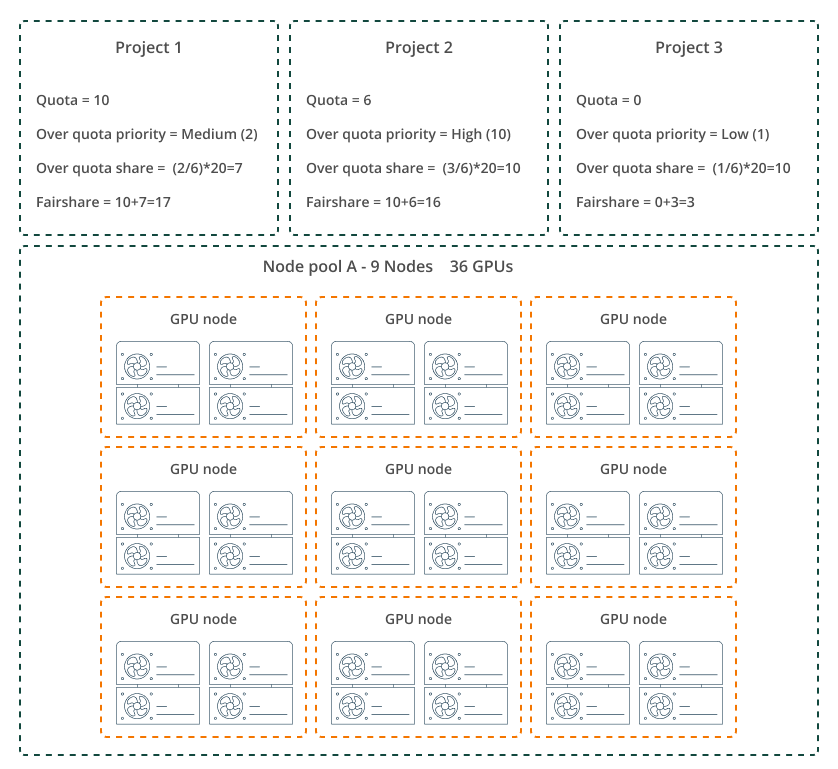 Project 1
Quota = 10
Over quota priority = Medium (2)
Over quota share =  (2/6)*20=7
Fairshare = 10+7=17
Project 2
Quota = 6
Over quota priority = High (10)
Over quota share =  (3/6)*20=10
Fairshare = 10+6=16
Project 3
Quota = 0
Over quota priority = Low (1)
Over quota share =  (1/6)*20=10
Fairshare = 0+3=3
Node pool A - 9 Nodes    36 GPUs
GPU node
GPU node
GPU node
GPU node
GPU node
GPU node
GPU node
GPU node
GPU node